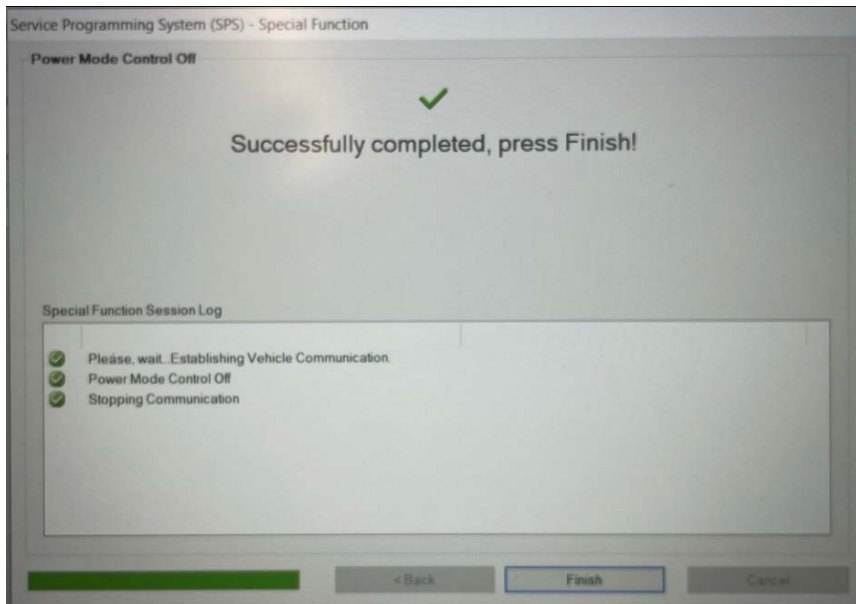 Service Programming System (SPS) - Special Function
Power Mode Control Off
Successfully completed, press Finish!
Special Function Session Log
Please, wait...Establishing Vehicle Communication.
Power Mode Control Off
Stopping Communication
< Back
Finish
Cancel